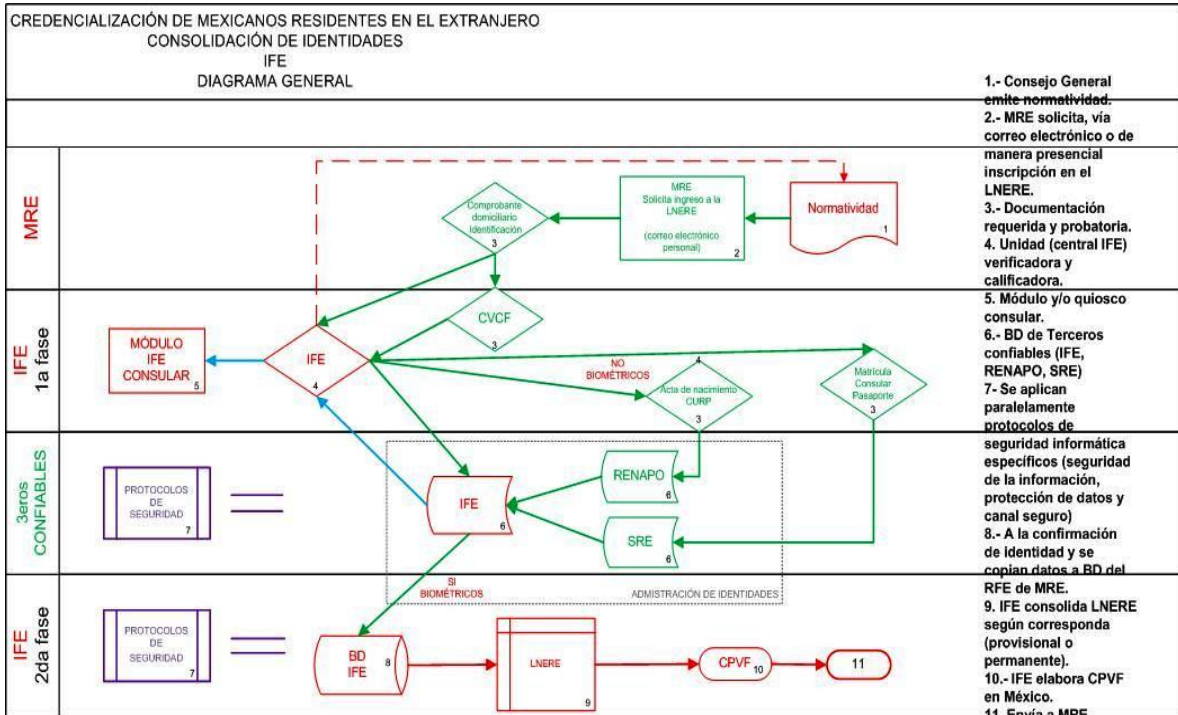 CREDENCIALIZACIÓN DE MEXICANOS RESIDENTES EN EL EXTRANJERO
CONSOLIDACIÓN DE IDENTIDADES
IFE
DIAGRAMA GENERAL
MRE
Comprobante
domiciliario
Identificación
3
MRE
Solicita ingreso a la
LNERE
(correo electrónico
personal)
2
Normatividad
1
IFE
1a fase
MÓDULO
IFE
CONSULAR
5
IFE
4
CVCF
3
NO
BIOMÉTRICOS
4
Acta de nacimiento
CURP
3
Matrícula
Consular
Pasaporte
3
3eros
CONFIABLES
PROTOCOLOS
DE
SEGURIDAD
7
IFE
6
RENAPO
6
SRE
6
SI
BIOMÉTRICOS
ADMISTRACIÓN DE IDENTIDADES
IFE
2da fase
PROTOCOLOS
DE
SEGURIDAD
7
BD
IFE
8
LNERE
9
CPVF
10
11
1.- Consejo General
emite normatividad.
2.- MRE solicita, vía
correo electrónico o de
manera presencial
inscripción en el
LNERE.
3.- Documentación
requerida y probatoria.
4. Unidad (central IFE)
verificadora y
calificadora.
5. Módulo y/o quiosco
consular.
6.- BD de Terceros
confiables (IFE,
RENAPO, SRE)
7- Se aplican
paralelamente
protocolos de
seguridad informática
específicos (seguridad
de la información,
protección de datos y
canal seguro)
8.- A la confirmación
de identidad y se
copian datos a BD del
RFE de MRE.
9. IFE consolida LNERE
según corresponda
(provisional o
permanente).
10.- IFE elabora CPVF
en México.
11. Envía a MRE